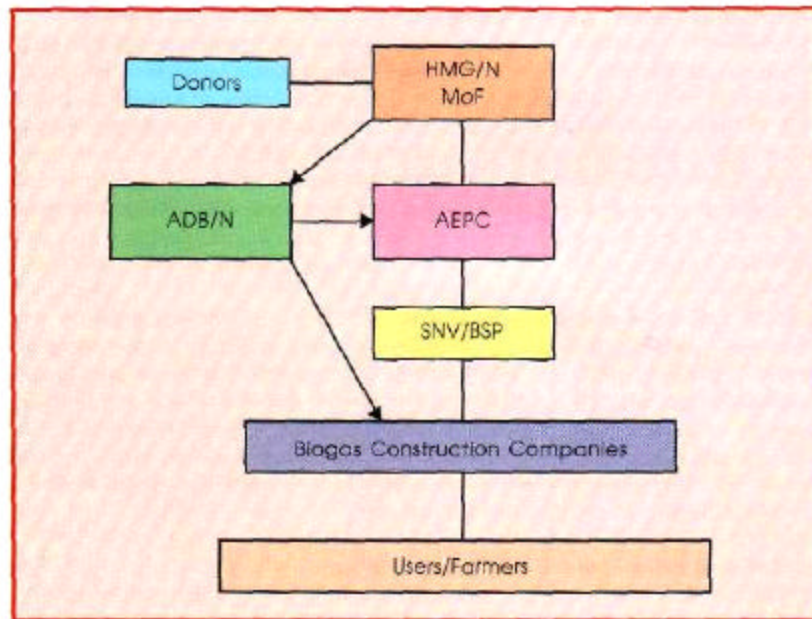 Donors
HMG/N
MoF
ADB/N
AEPC
SNV/BSP
Biogas Construction Companies
Users/Farmers